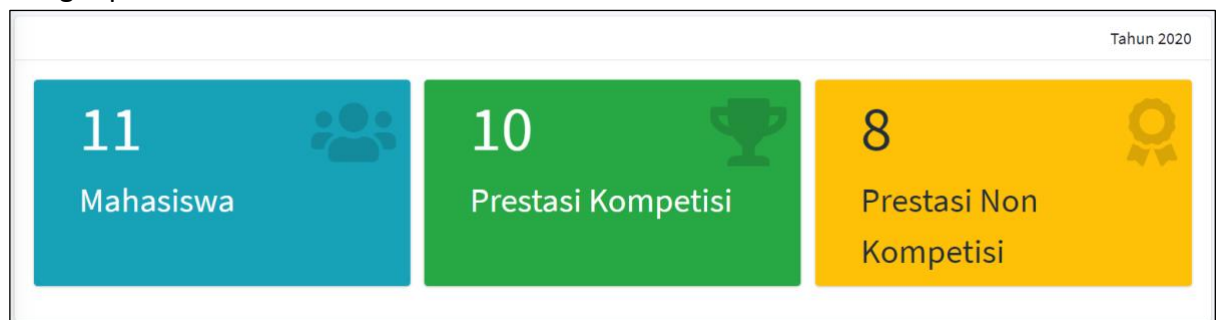 Tahun 2020
11
Mahasiswa
10
Prestasi Kompetisi
8
Prestasi Non
Kompetisi